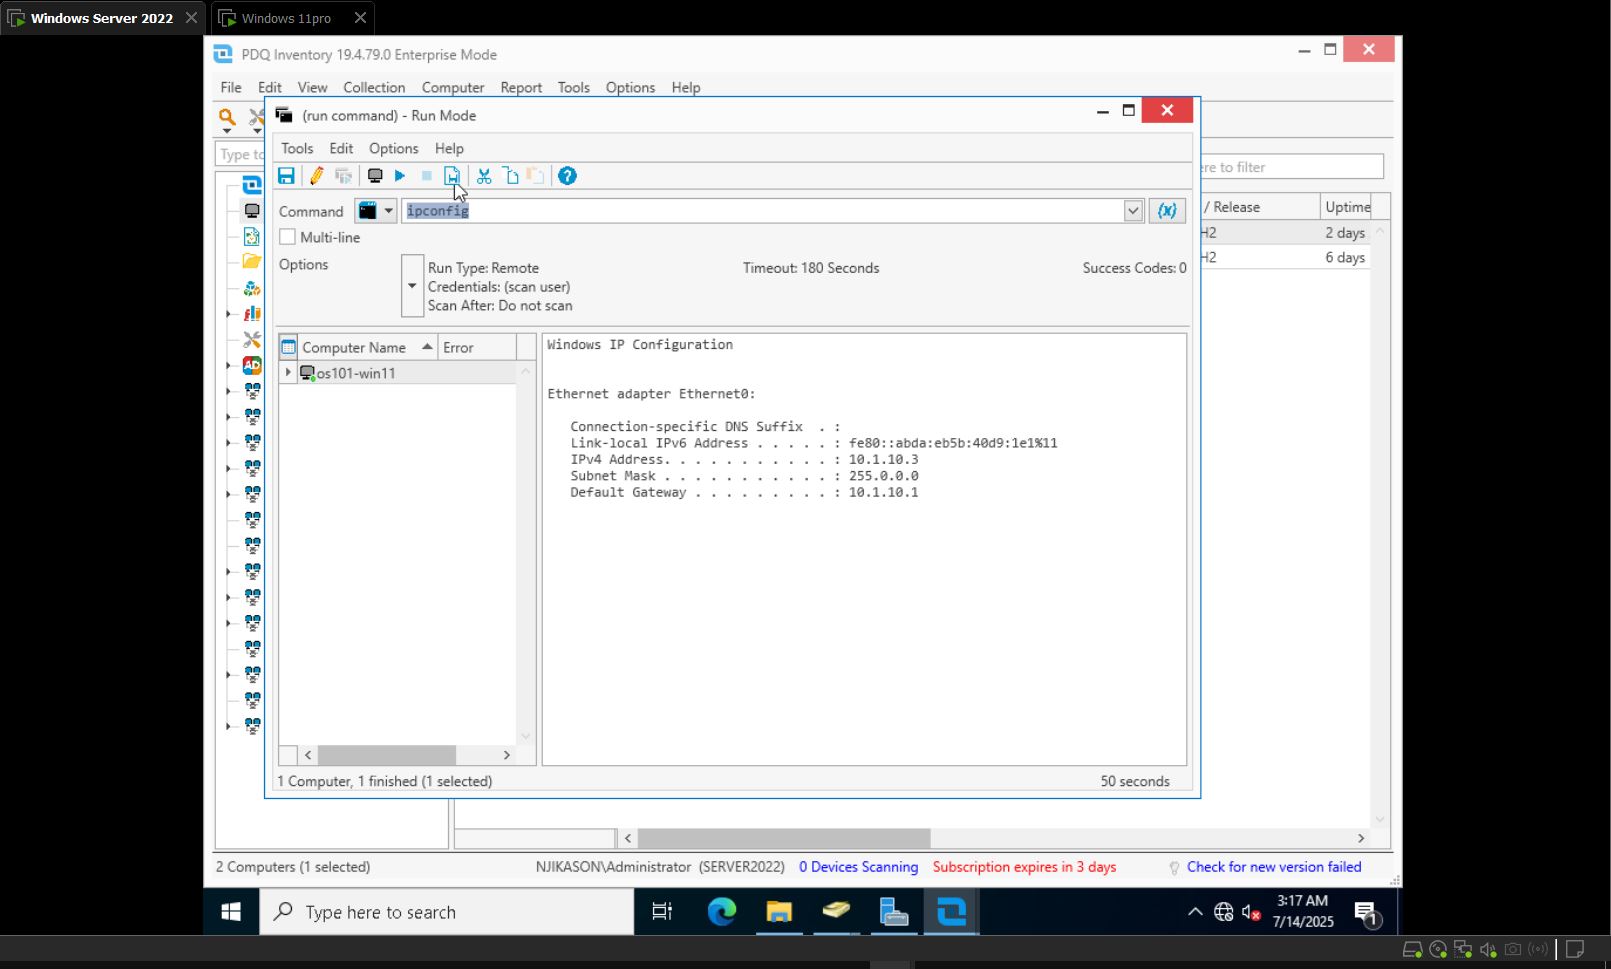 Windows Server 2022
Windows 11pro
PDQ Inventory 19.4.79.0 Enterprise Mode
File Edit View Collection Computer Report Tools Options Help
(run command) - Run Mode
Tools Edit Options Help
Type to
ere to filter
Command ipconfig (x)
Multi-line
Options
Run Type: Remote
Credentials: (scan user)
Scan After: Do not scan
Timeout: 180 Seconds
Success Codes: 0
/ Release Uptime
H2 2 days
H2 6 days
Computer Name Error
os101-win11
Windows IP Configuration
Ethernet adapter Ethernet0:
Connection-specific DNS Suffix . :
Link-local IPv6 Address . . . . . : fe80::abda:eb5b:40d9:1e1%11
IPv4 Address. . . . . . . . . . . : 10.1.10.3
Subnet Mask . . . . . . . . . . . : 255.0.0.0
Default Gateway . . . . . . . . . : 10.1.10.1
AD
1 Computer, 1 finished (1 selected) 50 seconds
2 Computers (1 selected) NJIKASON\Administrator (SERVER2022) 0 Devices Scanning Subscription expires in 3 days Check for new version failed
Type here to search
3:17 AM
7/14/2025
1